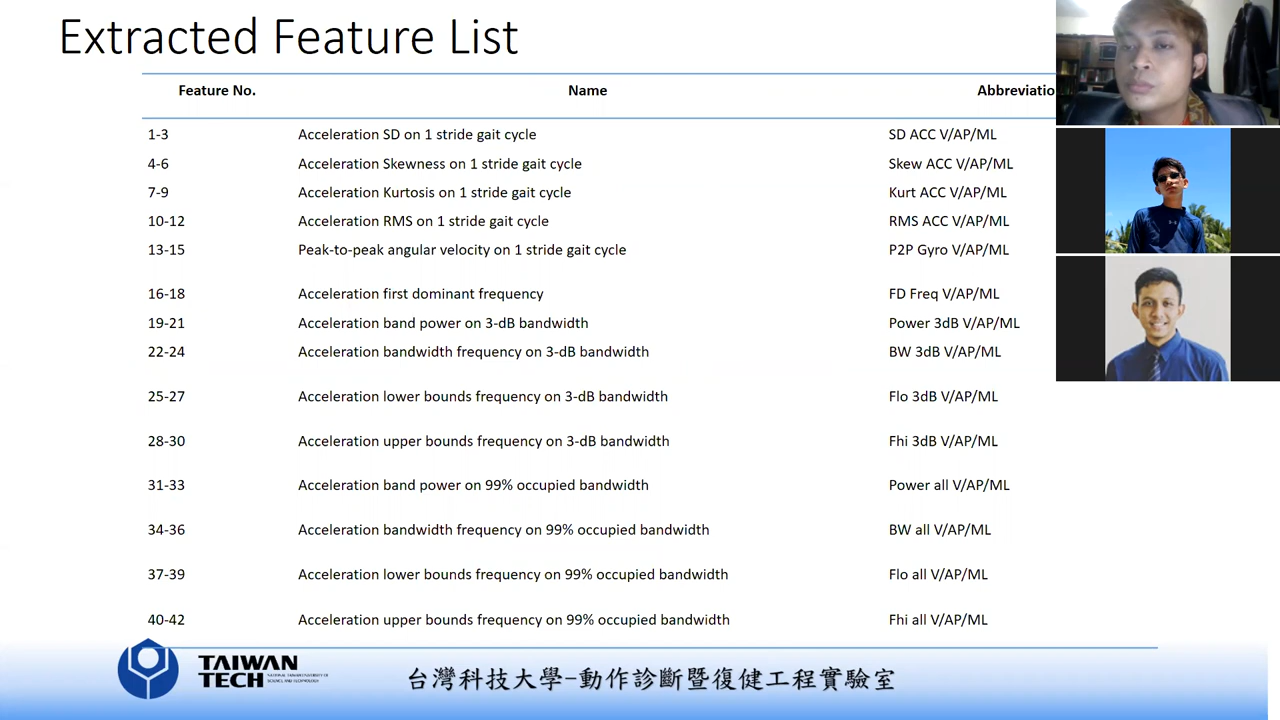 Extracted Feature List
Feature No. Name Abbreviatio
1-3 Acceleration SD on 1 stride gait cycle SD ACC V/AP/ML
4-6 Acceleration Skewness on 1 stride gait cycle Skew ACC V/AP/ML
7-9 Acceleration Kurtosis on 1 stride gait cycle Kurt ACC V/AP/ML
10-12 Acceleration RMS on 1 stride gait cycle RMS ACC V/AP/ML
13-15 Peak-to-peak angular velocity on 1 stride gait cycle P2P Gyro V/AP/ML
16-18 Acceleration first dominant frequency FD Freq V/AP/ML
19-21 Acceleration band power on 3-dB bandwidth Power 3dB V/AP/ML
22-24 Acceleration bandwidth frequency on 3-dB bandwidth BW 3dB V/AP/ML
25-27 Acceleration lower bounds frequency on 3-dB bandwidth Flo 3dB V/AP/ML
28-30 Acceleration upper bounds frequency on 3-dB bandwidth Fhi 3dB V/AP/ML
31-33 Acceleration band power on 99% occupied bandwidth Power all V/AP/ML
34-36 Acceleration bandwidth frequency on 99% occupied bandwidth BW all V/AP/ML
37-39 Acceleration lower bounds frequency on 99% occupied bandwidth Flo all V/AP/ML
40-42 Acceleration upper bounds frequency on 99% occupied bandwidth Fhi all V/AP/ML
TAIWAN
TECH
NATIONAL TAIWAN UNIVERSITY OF
SCIENCE AND TECHNOLOGY
台灣科技大學-動作診斷暨復健工程實驗室